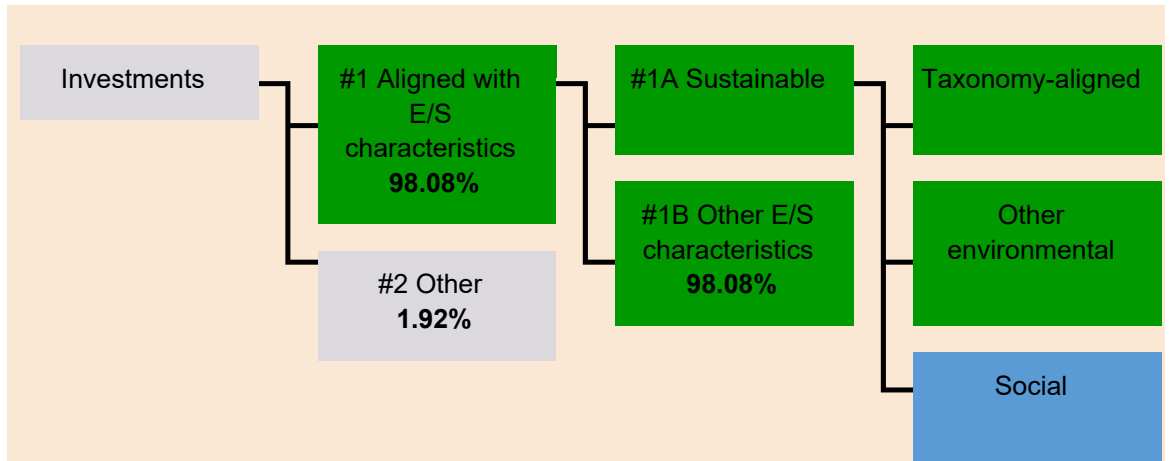 Investments
#1 Aligned with
E/S
characteristics
98.08%
#2 Other
1.92%
#1A Sustainable
#1B Other E/S
characteristics
98.08%
Taxonomy-aligned
Other
environmental
Social